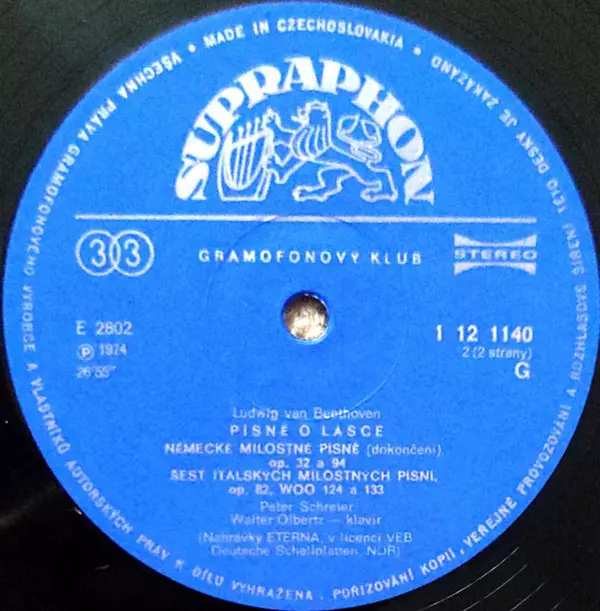 VŠECHNA PRÁVA GRAMOFONOVÉHO VÝROBCE A VLASTNÍKŮ AUTORSKÝCH PRÁV K DÍLU VYHRAŽENA. POŘIZOVÁNÍ KOPIÍ, VEŘEJNÉ PROVOZOVÁNÍ A ROZHLASOVÉ ŠÍŘENÍ TÉTO DESKY JE ZAKÁZÁNO • MADE IN CZECHOSLOVAKIA •
SUPRAPHON
33
GRAMOFONOVÝ KLUB
STEREO
E 2802
Ⓟ 1974
26'55"
1 12 1140
2 (2 strany)
G
Ludwig van Beethoven
PÍSNĚ O LÁSCE
NĚMECKÉ MILOSTNÉ PÍSNĚ (dokončení)
op. 32 a 94
ŠEST ITALSKÝCH MILOSTNÝCH PÍSNÍ,
op. 82, WOO 124 a 133
Peter Schreier
Walter Olbertz — klavír
(Nahrávky ETERNA, v licenci VEB
Deutsche Schallplatten, NDR)